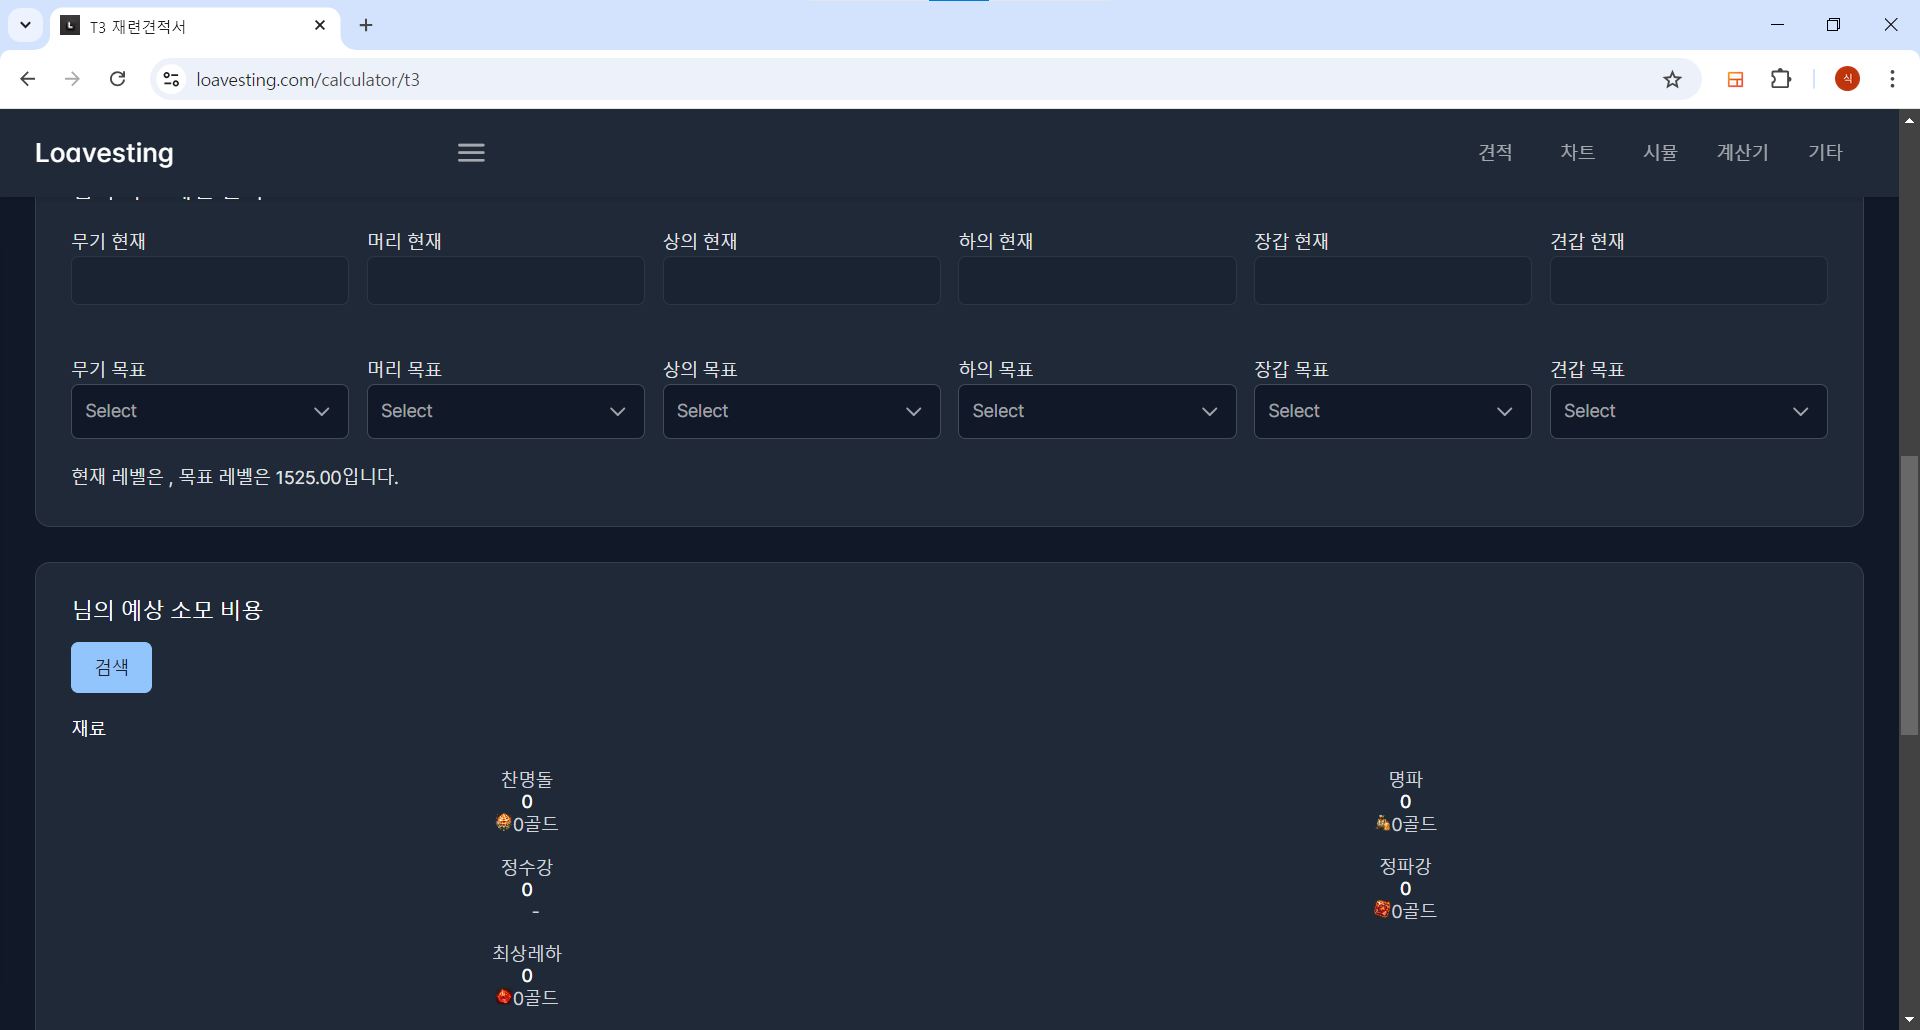 T3 재련견적서
loavesting.com/calculator/t3
식
Loavesting
견적 차트 시뮬 계산기 기타
무기 현재 머리 현재 상의 현재 하의 현재 장갑 현재 견갑 현재
무기 목표 머리 목표 상의 목표 하의 목표 장갑 목표 견갑 목표
Select Select Select Select Select Select
현재 레벨은 , 목표 레벨은 1525.00입니다.
님의 예상 소모 비용
검색
재료
찬명돌 명파
0 0
0골드 0골드
정수강 정파강
0 0
- 0골드
최상레하
0
0골드